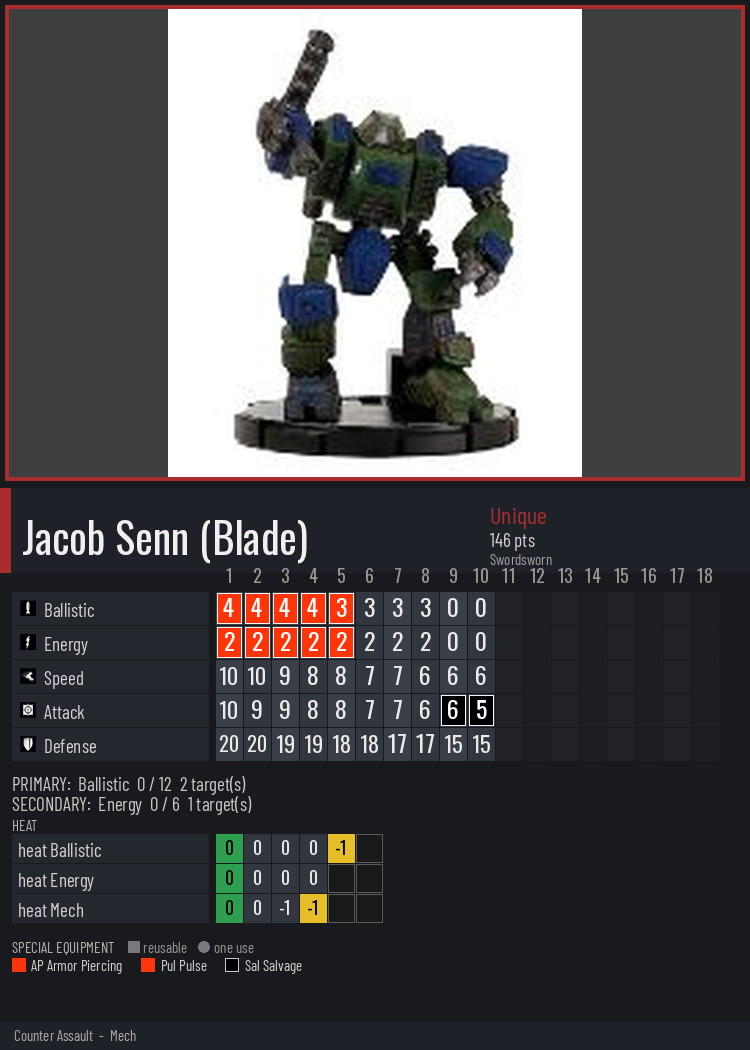 Jacob Senn (Blade)
Unique
146 pts
Swordsworn
1 2 3 4 5 6 7 8 9 10 11 12 13 14 15 16 17 18
Ballistic 4 4 4 4 3 3 3 3 0 0
Energy 2 2 2 2 2 2 2 2 0 0
Speed 10 10 9 8 8 7 7 6 6 6
Attack 10 9 9 8 8 7 7 6 6 5
Defense 20 20 19 19 18 18 17 17 15 15
PRIMARY: Ballistic 0 / 12 2 target(s)
SECONDARY: Energy 0 / 6 1 target(s)
HEAT
heat Ballistic 0 0 0 0 -1
heat Energy 0 0 0 0
heat Mech 0 0 -1 -1
SPECIAL EQUIPMENT reusable one use
AP Armor Piercing Pul Pulse Sal Salvage
Counter Assault - Mech